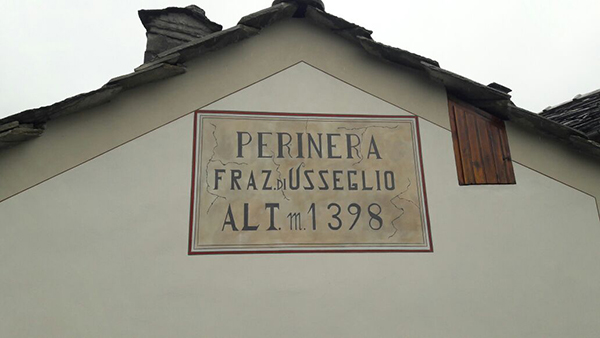 PERINERA
FRAZ. DI USSEGLIO
ALT. m. 1398